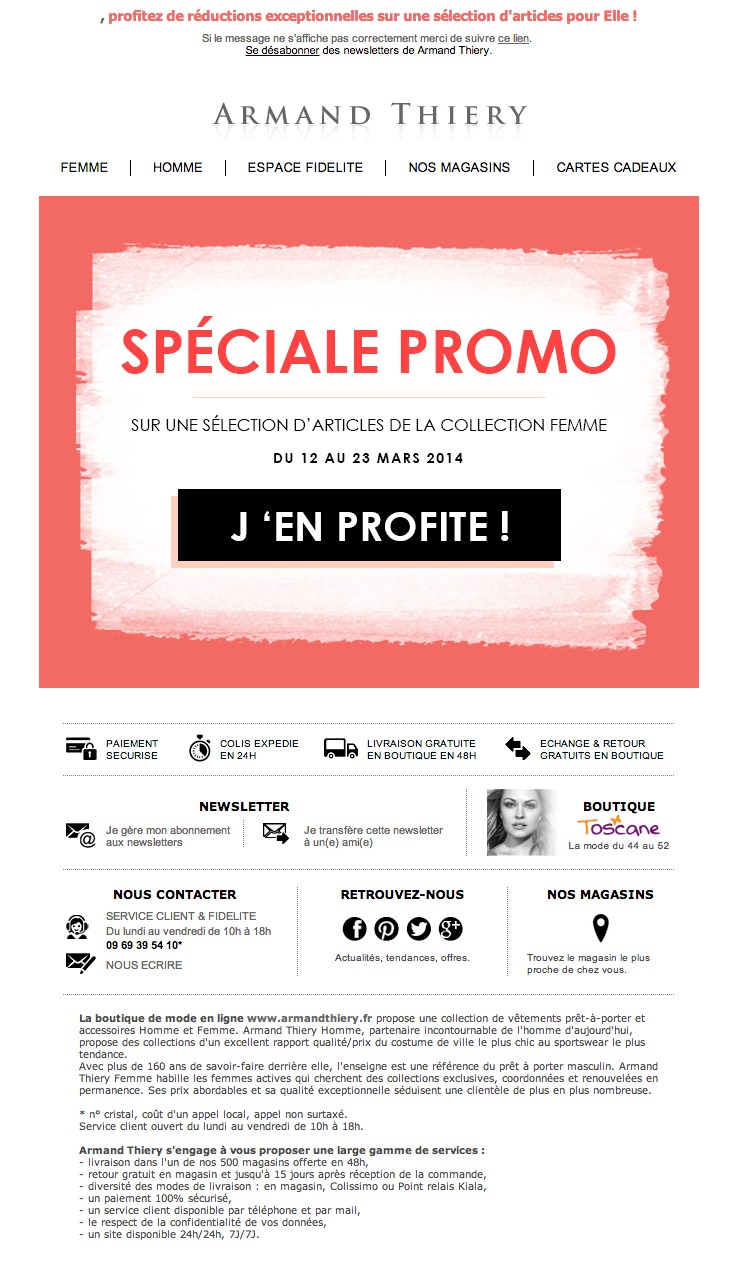 , profitez de réductions exceptionnelles sur une sélection d'articles pour Elle !
Si le message ne s'affiche pas correctement merci de suivre ce lien.
Se désabonner des newsletters de Armand Thiery.
ARMAND THIERY
FEMME | HOMME | ESPACE FIDELITE | NOS MAGASINS | CARTES CADEAUX
SPÉCIALE PROMO
SUR UNE SÉLECTION D'ARTICLES DE LA COLLECTION FEMME
DU 12 AU 23 MARS 2014
J ‘EN PROFITE !
PAIEMENT
SECURISE
COLIS EXPEDIE
EN 24H
LIVRAISON GRATUITE
EN BOUTIQUE EN 48H
ECHANGE & RETOUR
GRATUITS EN BOUTIQUE
NEWSLETTER
Je gère mon abonnement
aux newsletters
Je transfère cette newsletter
à un(e) ami(e)
BOUTIQUE
Toscane
La mode du 44 au 52
NOUS CONTACTER
SERVICE CLIENT & FIDELITE
Du lundi au vendredi de 10h à 18h
09 69 39 54 10*
NOUS ECRIRE
RETROUVEZ-NOUS
Actualités, tendances, offres.
NOS MAGASINS
Trouvez le magasin le plus
proche de chez vous.
La boutique de mode en ligne www.armandthiery.fr propose une collection de vêtements prêt-à-porter et
accessoires Homme et Femme. Armand Thiery Homme, partenaire incontournable de l'homme d'aujourd'hui,
propose des collections d'un excellent rapport qualité/prix du costume de ville le plus chic au sportswear le plus
tendance.
Avec plus de 160 ans de savoir-faire derrière elle, l'enseigne est une référence du prêt à porter masculin. Armand
Thiery Femme habille les femmes actives qui cherchent des collections exclusives, coordonnées et renouvelées en
permanence. Ses prix abordables et sa qualité exceptionnelle séduisent une clientèle de plus en plus nombreuse.
* n° cristal, coût d'un appel local, appel non surtaxé.
Service client ouvert du lundi au vendredi de 10h à 18h.
Armand Thiery s'engage à vous proposer une large gamme de services :
- livraison dans l'un de nos 500 magasins offerte en 48h,
- retour gratuit en magasin et jusqu'à 15 jours après réception de la commande,
- diversité des modes de livraison : en magasin, Colissimo ou Point relais Kiala,
- un paiement 100% sécurisé,
- un service client disponible par téléphone et par mail,
- le respect de la confidentialité de vos données,
- un site disponible 24h/24h, 7J/7J.